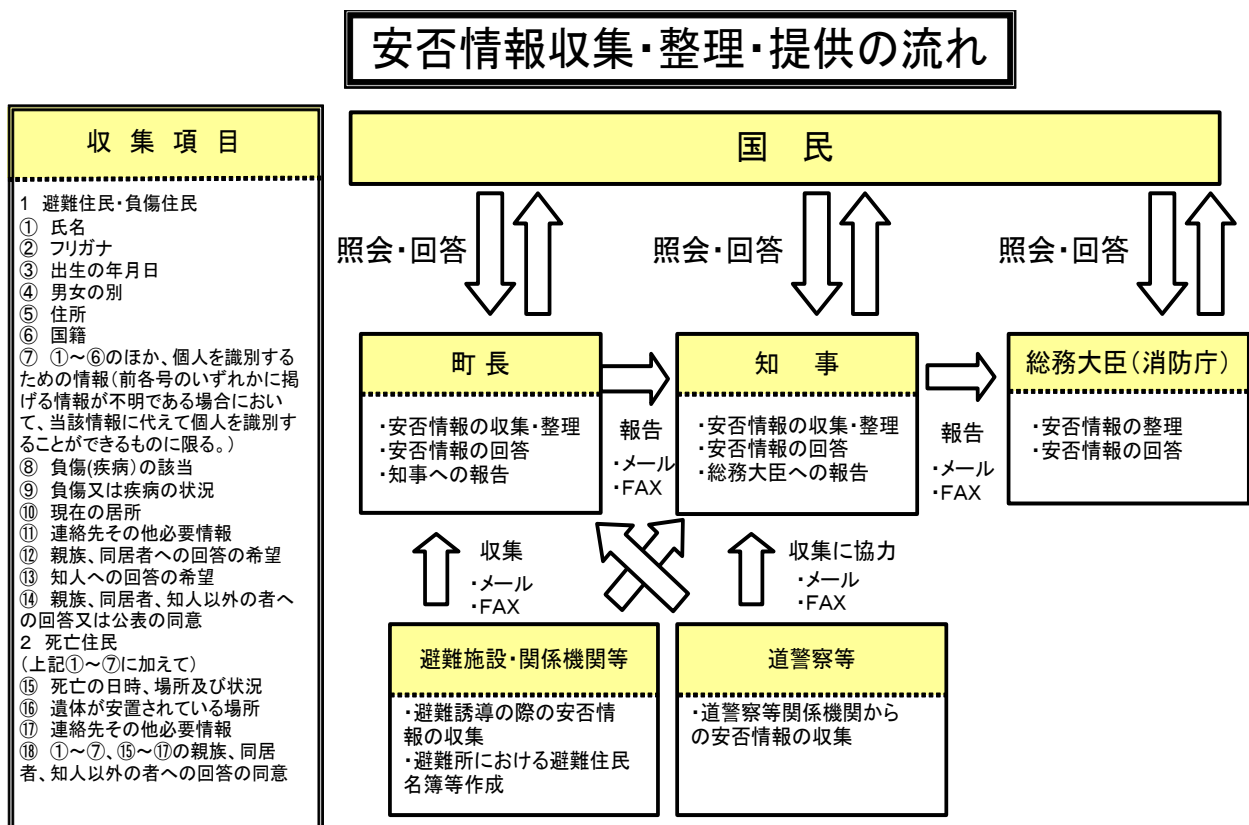 安否情報収集・整理・提供の流れ
収集項目
1 避難住民・負傷住民
① 氏名
② フリガナ
③ 出生の年月日
④ 男女の別
⑤ 住所
⑥ 国籍
⑦ ①～⑥のほか、個人を識別する
ための情報(前各号のいずれかに掲
げる情報が不明である場合におい
て、当該情報に代えて個人を識別す
ることができるものに限る。)
⑧ 負傷(疾病)の該当
⑨ 負傷又は疾病の状況
⑩ 現在の居所
⑪ 連絡先その他必要情報
⑫ 親族、同居者への回答の希望
⑬ 知人への回答の希望
⑭ 親族、同居者、知人以外の者へ
の回答又は公表の同意
2 死亡住民
(上記①～⑦に加えて)
⑮ 死亡の日時、場所及び状況
⑯ 遺体が安置されている場所
⑰ 連絡先その他必要情報
⑱ ①～⑦、⑮～⑰の親族、同居
者、知人以外の者への回答の同意
国民
照会・回答
照会・回答
照会・回答
町長
・安否情報の収集・整理
・安否情報の回答
・知事への報告
報告
・メール
・FAX
知事
・安否情報の収集・整理
・安否情報の回答
・総務大臣への報告
報告
・メール
・FAX
総務大臣(消防庁)
・安否情報の整理
・安否情報の回答
収集
・メール
・FAX
収集に協力
・メール
・FAX
避難施設・関係機関等
・避難誘導の際の安否情
報の収集
・避難所における避難住民
名簿等作成
道警察等
・道警察等関係機関から
の安否情報の収集